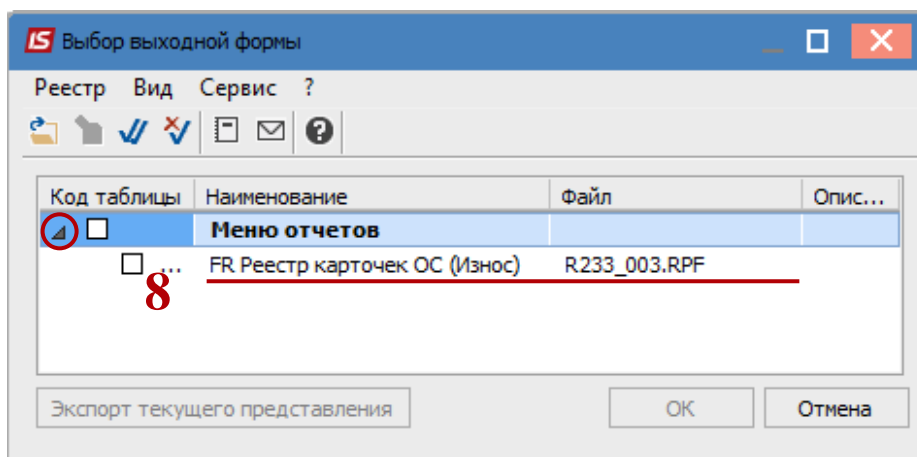 IS Выбор выходной формы
Реестр Вид Сервис ?
Код таблицы Наименование Файл Опис...
Меню отчетов
... FR Реестр карточек ОС (Износ) R233_003.RPF
8
Экспорт текущего представления ОК Отмена